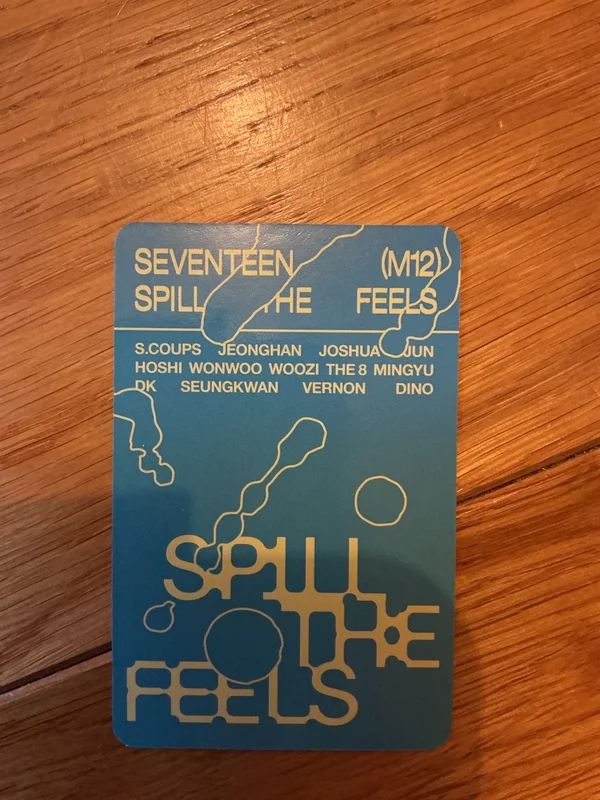 SEVENTEEN (M12)
SPILL THE FEELS
S.COUPS JEONGHAN JOSHUA JUN
HOSHI WONWOO WOOZI THE 8 MINGYU
DK SEUNGKWAN VERNON DINO
SPILL
THE
FEELS